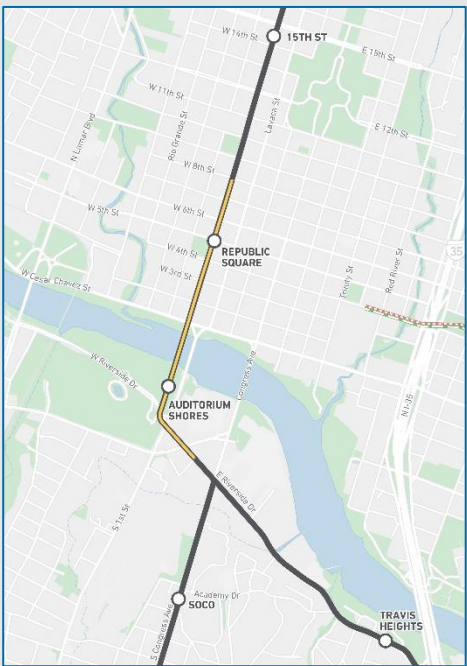 W 14th St
15TH ST
E 15th St
W 11th St
Lavaca St
N Lamar Blvd
Rio Grande St
E 12th St
W 8th St
W 6th St
W 5th St
W 4th St
REPUBLIC
SQUARE
W 3rd St
Trinity St
Red River St
35
W Cesar Chavez St
W Riverside Dr
Congress Ave
N I-35
AUDITORIUM
SHORES
E Riverside Dr
S 1st St
Academy Dr
SOCO
S Congress Ave
TRAVIS
HEIGHTS